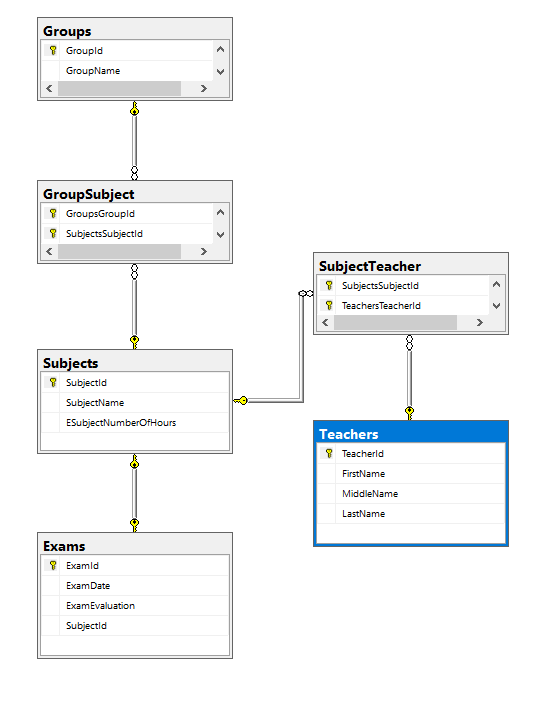 Groups
GroupId
GroupName
GroupSubject
GroupsGroupId
SubjectsSubjectId
SubjectTeacher
SubjectsSubjectId
TeachersTeacherId
Subjects
SubjectId
SubjectName
ESubjectNumberOfHours
Teachers
TeacherId
FirstName
MiddleName
LastName
Exams
ExamId
ExamDate
ExamEvaluation
SubjectId